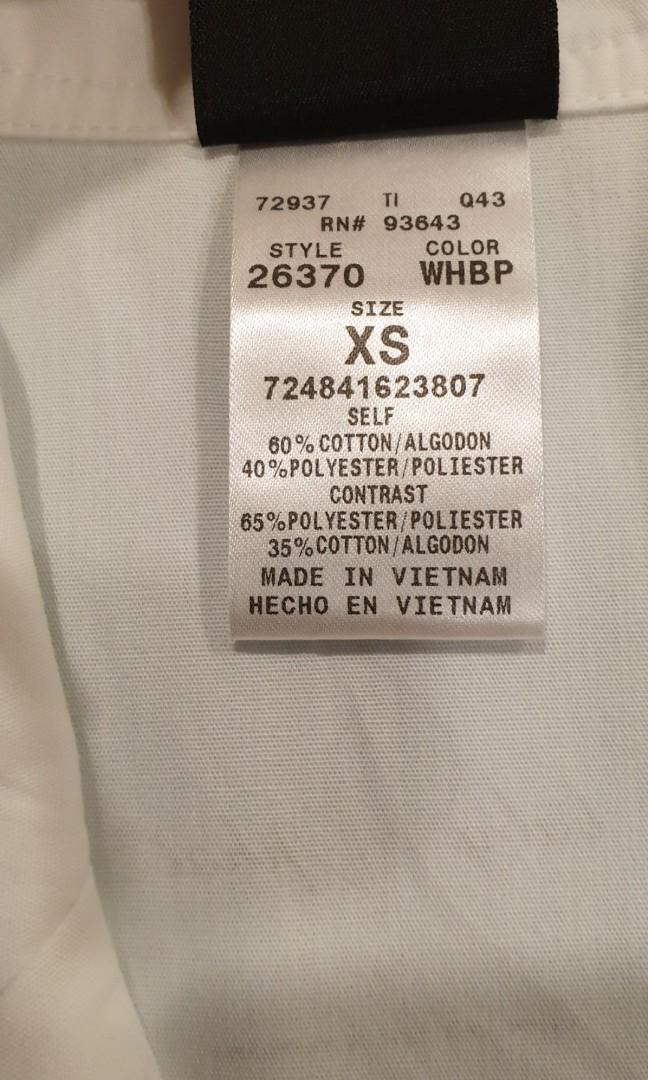 72937 TI Q43
RN# 93643
STYLE COLOR
26370 WHBP
SIZE
XS
724841623807
SELF
60% COTTON/ALGODON
40%POLYESTER/POLIESTER
CONTRAST
65%POLYESTER/POLIESTER
35%COTTON/ALGODON
MADE IN VIETNAM
HECHO EN VIETNAM